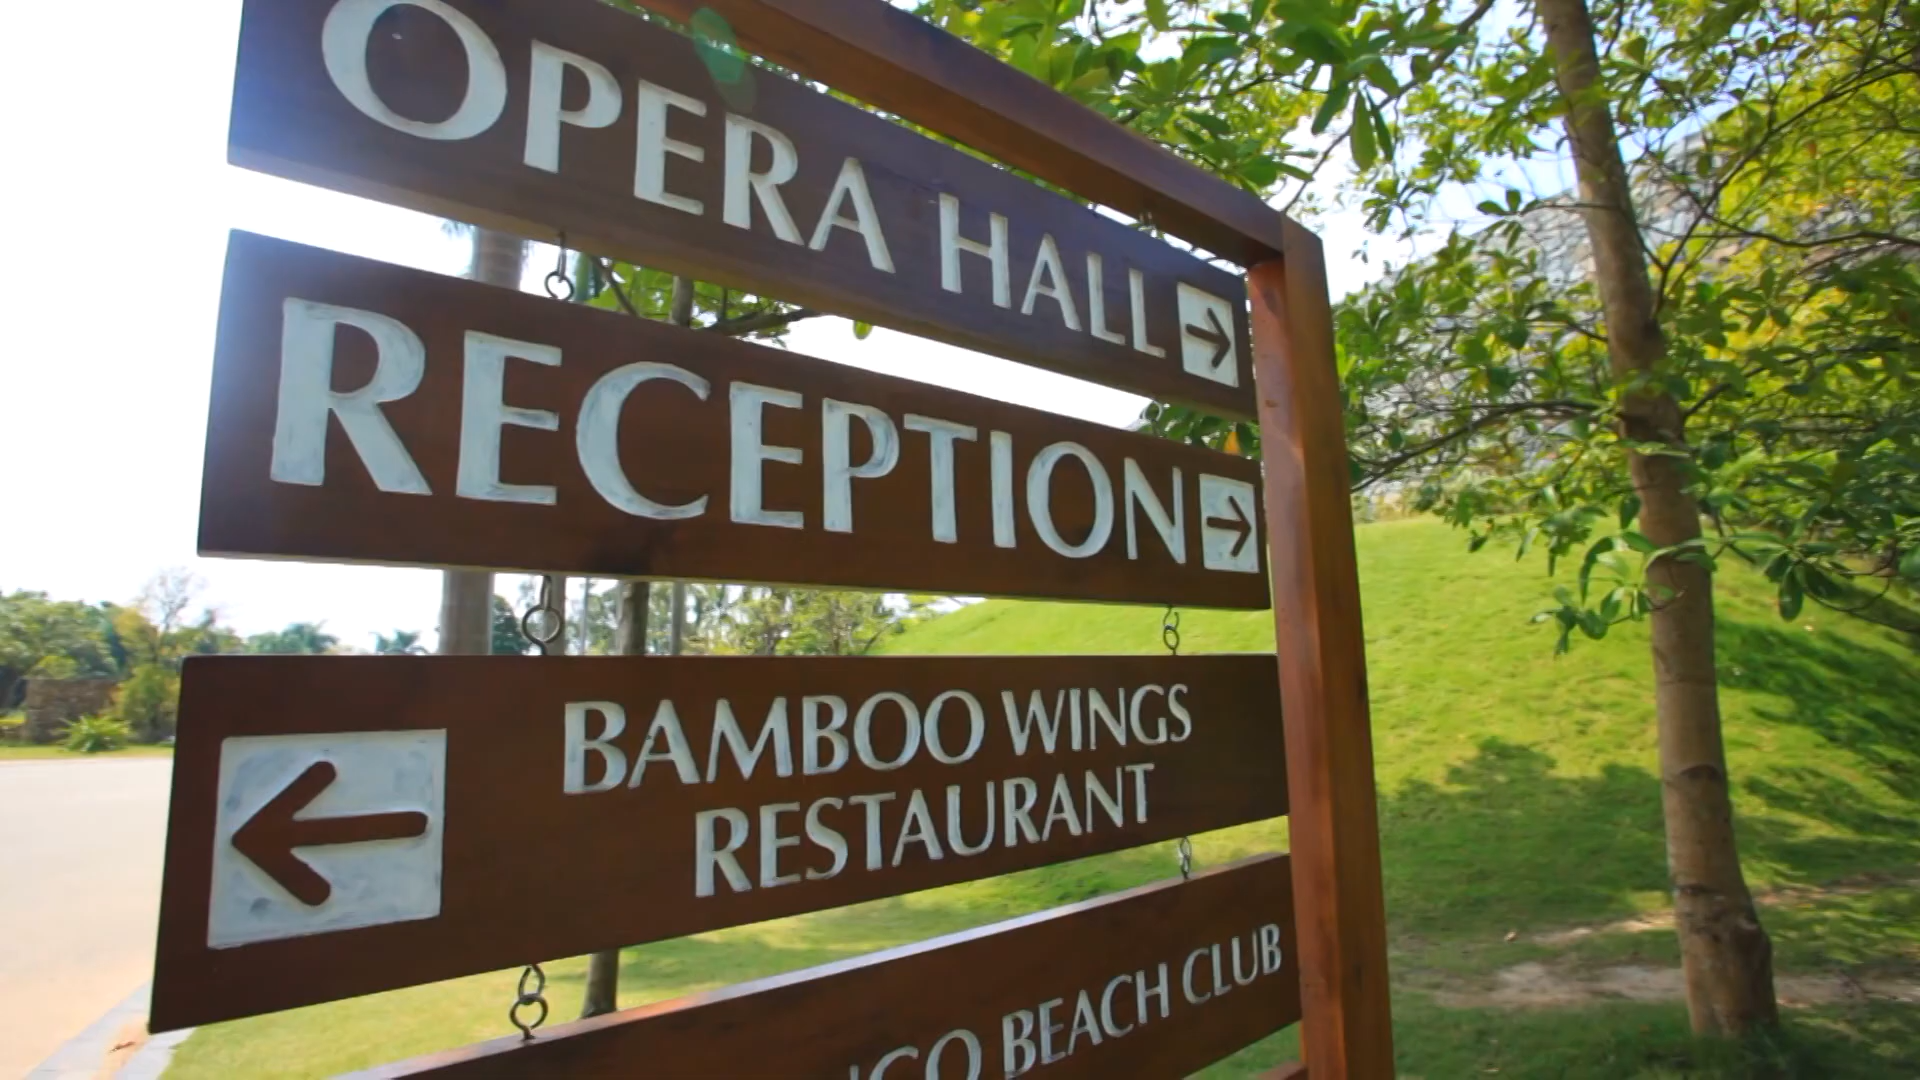 OPERA HALL
RECEPTION
BAMBOO WINGS
RESTAURANT
BEACH CLUB